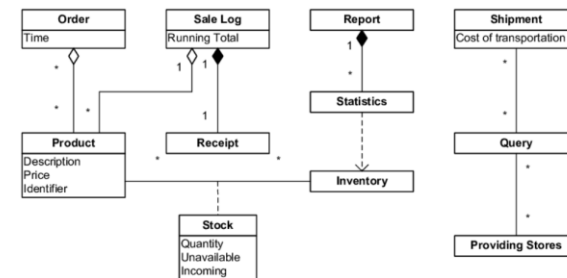 Order
Time
Sale Log
Running Total
Report
Shipment
Cost of transportation
*
1
1
1
*
*
*
*
*
Statistics
1
Product
Description
Price
Identifier
Receipt
Query
*
*
*
Inventory
*
Stock
Quantity
Unavailable
Incoming
Providing Stores